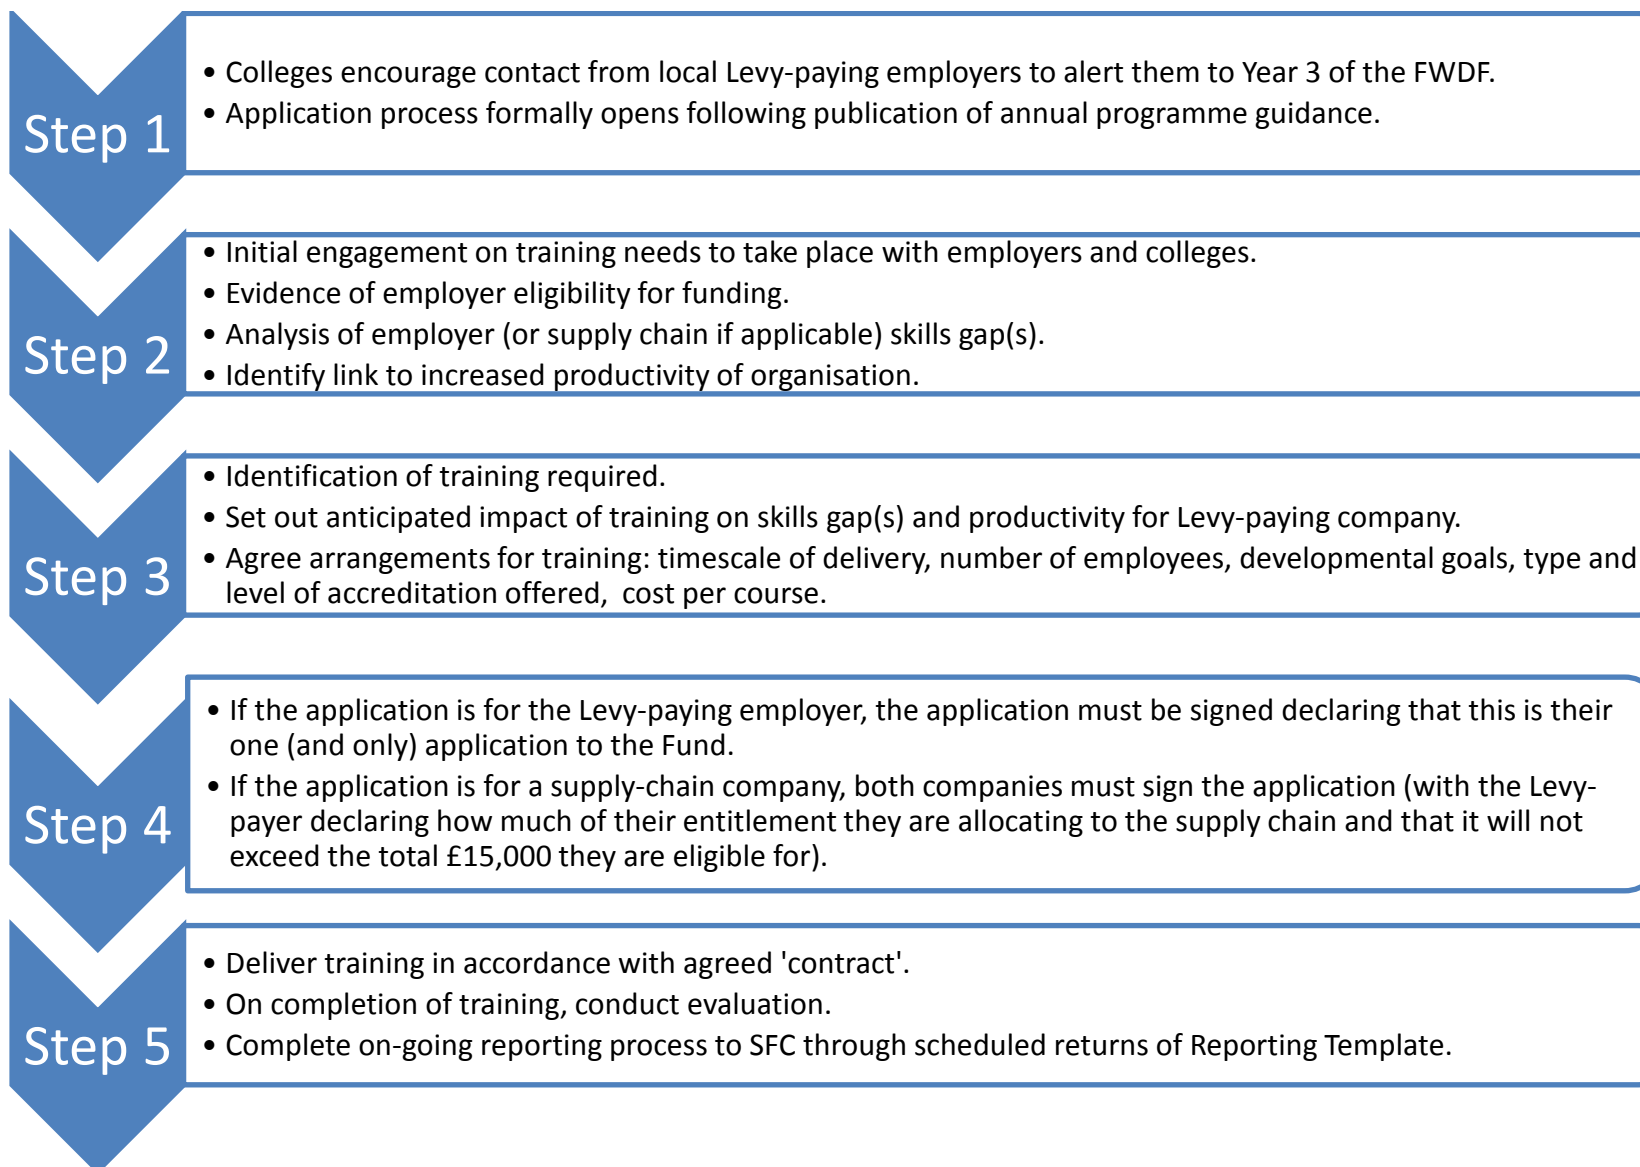 Step 1
• Colleges encourage contact from local Levy-paying employers to alert them to Year 3 of the FWDF.
• Application process formally opens following publication of annual programme guidance.
Step 2
• Initial engagement on training needs to take place with employers and colleges.
• Evidence of employer eligibility for funding.
• Analysis of employer (or supply chain if applicable) skills gap(s).
• Identify link to increased productivity of organisation.
Step 3
• Identification of training required.
• Set out anticipated impact of training on skills gap(s) and productivity for Levy-paying company.
• Agree arrangements for training: timescale of delivery, number of employees, developmental goals, type and
level of accreditation offered,  cost per course.
Step 4
• If the application is for the Levy-paying employer, the application must be signed declaring that this is their
one (and only) application to the Fund.
• If the application is for a supply-chain company, both companies must sign the application (with the Levy-
payer declaring how much of their entitlement they are allocating to the supply chain and that it will not
exceed the total £15,000 they are eligible for).
Step 5
• Deliver training in accordance with agreed 'contract'.
• On completion of training, conduct evaluation.
• Complete on-going reporting process to SFC through scheduled returns of Reporting Template.